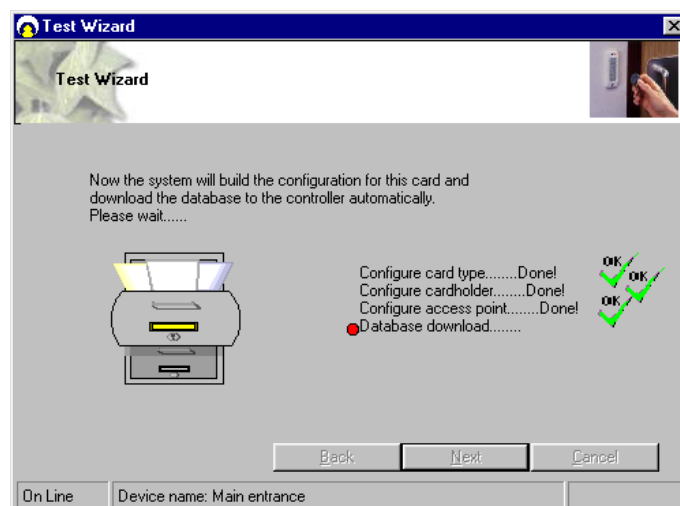 Test Wizard
Test Wizard
Now the system will build the configuration for this card and
download the database to the controller automatically.
Please wait......
Configure card type........Done!
Configure cardholder........Done!
Configure access point.....Done!
Database download........
OK
OK
OK
Back
Next
Cancel
On Line
Device name: Main entrance